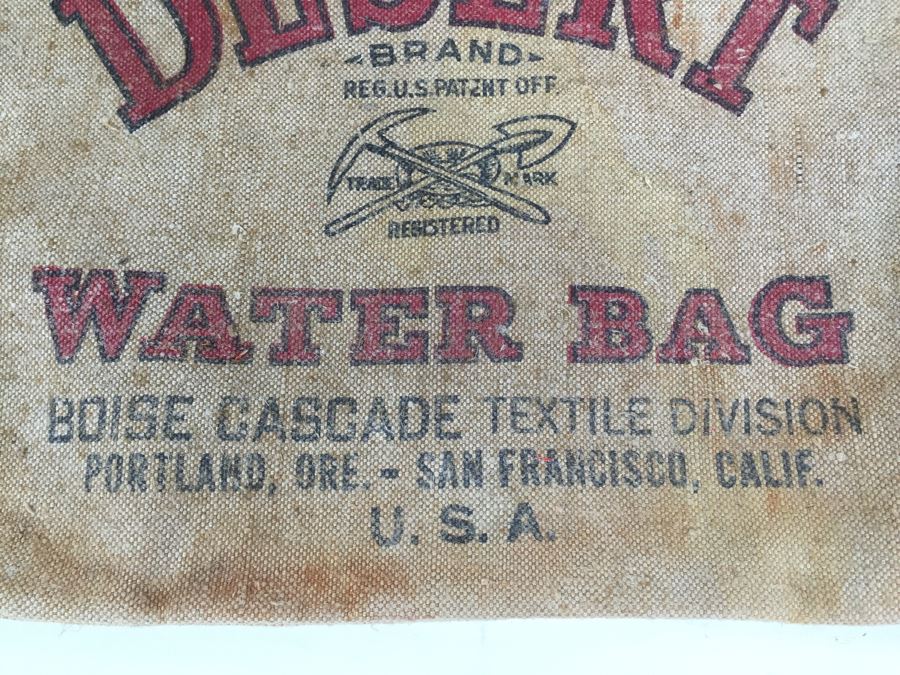 DESERT
-BRAND-
REG.U.S.PATENT OFF.
TRADE MARK
REGISTERED
WATER BAG
BOISE CASCADE TEXTILE DIVISION
PORTLAND, ORE. - SAN FRANCISCO, CALIF.
U. S. A.